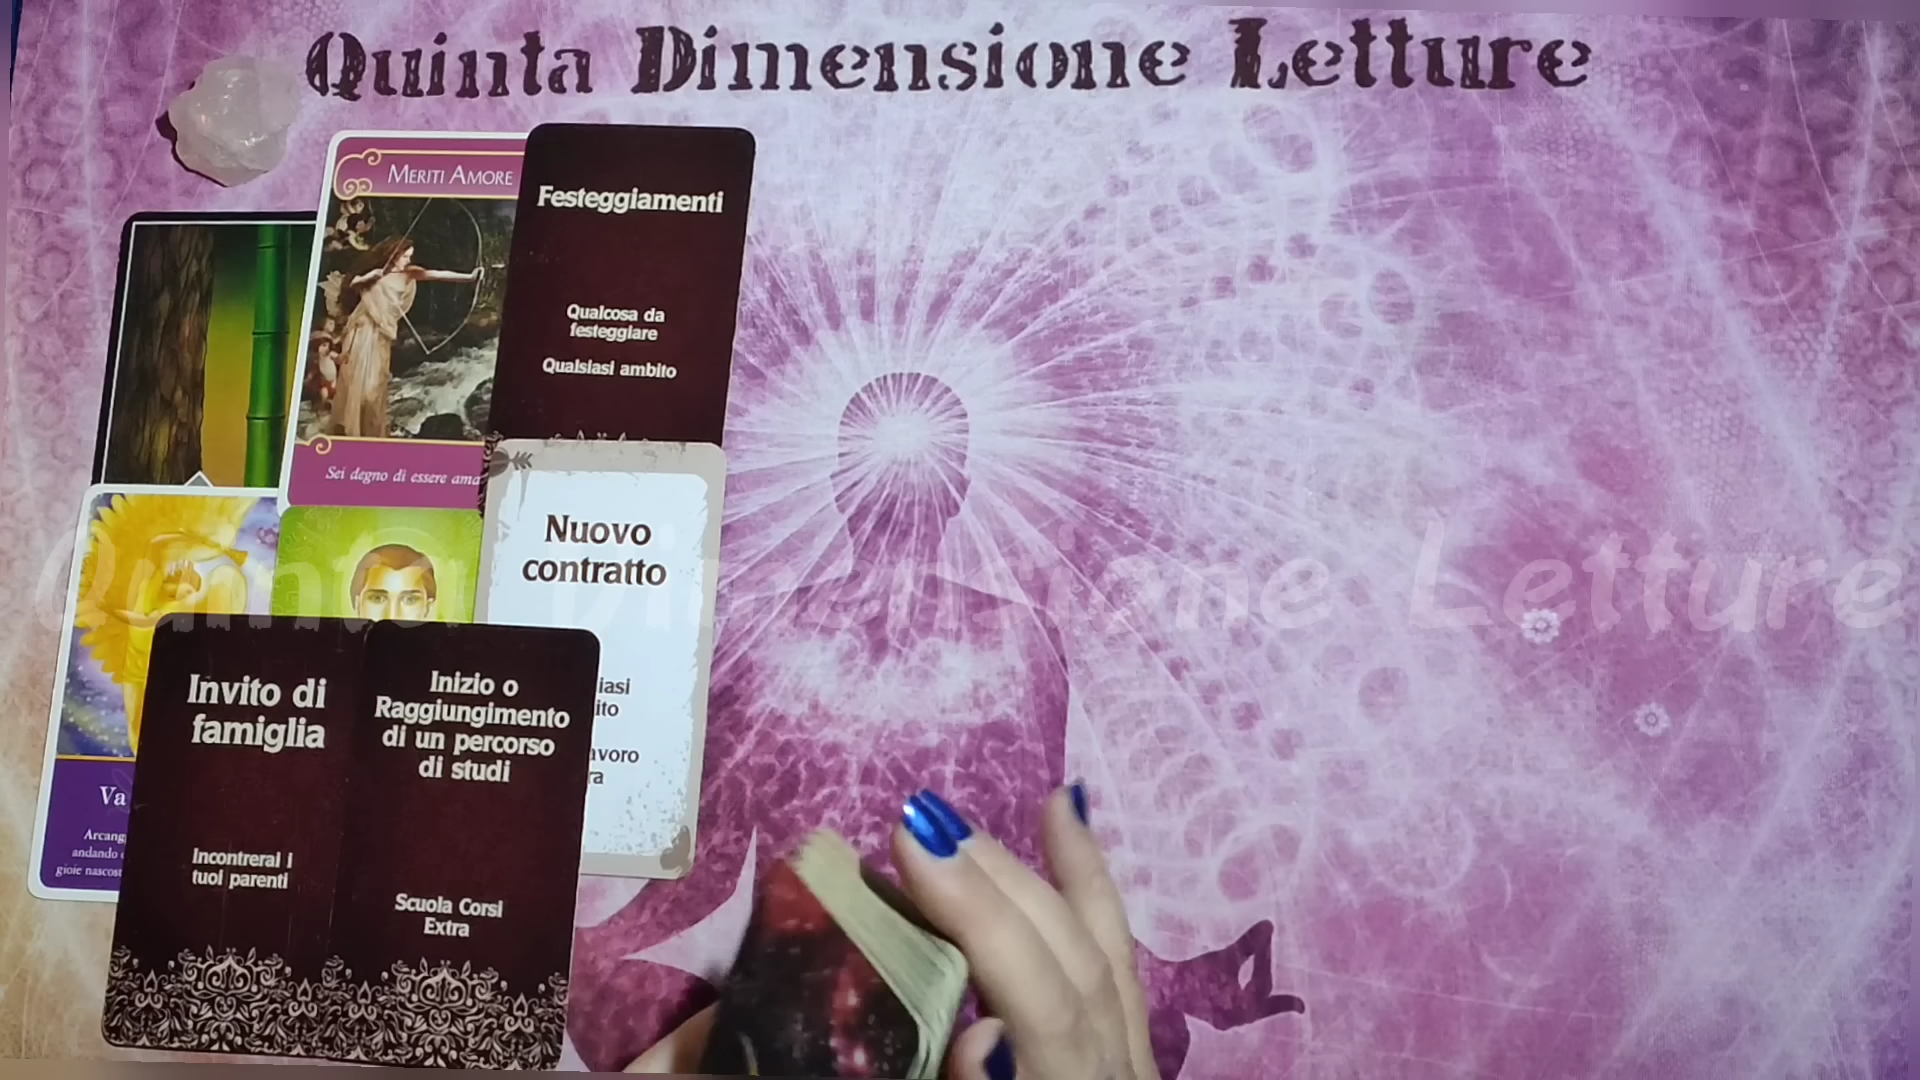 Quinta Dimensione Letture
MERITI AMORE
Sei degno di essere ama
Festeggiamenti
Qualcosa da
festeggiare
Qualsiasi ambito
Nuovo
contratto
iasi
ito
avoro
ra
Quinta Dimensione Letture
Va
Arcang
andando
gioie nascost
Invito di
famiglia
Incontrerai i
tuoi parenti
Inizio o
Raggiungimento
di un percorso
di studi
Scuola Corsi
Extra